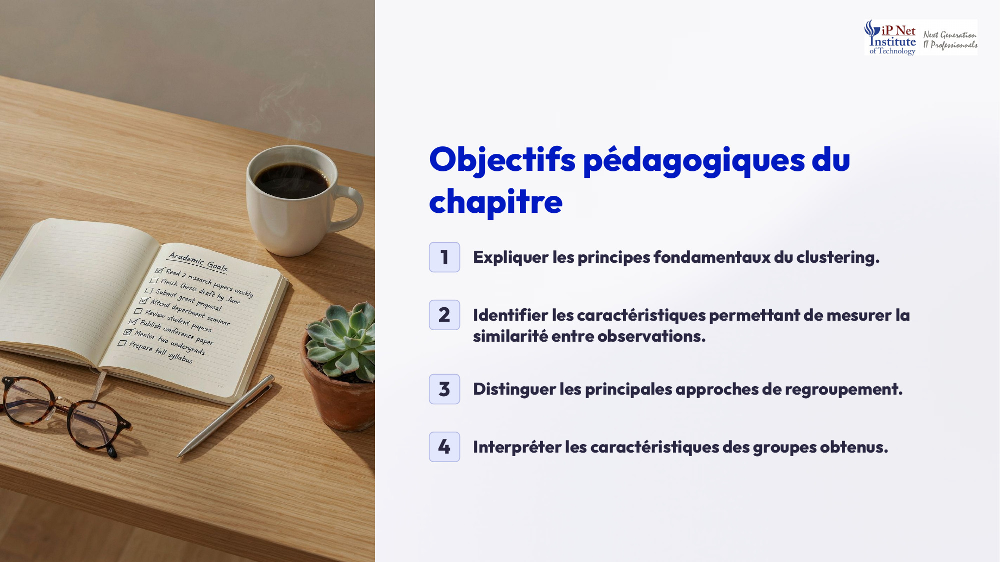 iP Net
Institute
of Technology
Next Generation
IT Professionnels
Objectifs pédagogiques du
chapitre
1 Expliquer les principes fondamentaux du clustering.
2 Identifier les caractéristiques permettant de mesurer la
similarité entre observations.
3 Distinguer les principales approches de regroupement.
4 Interpréter les caractéristiques des groupes obtenus.
Academic Goals
Read 2 research papers weekly
Finish thesis draft by June
Submit grant proposal
Attend department seminar
Review student papers
Publish conference paper
Mentor two undergrads
Prepare fall syllabus